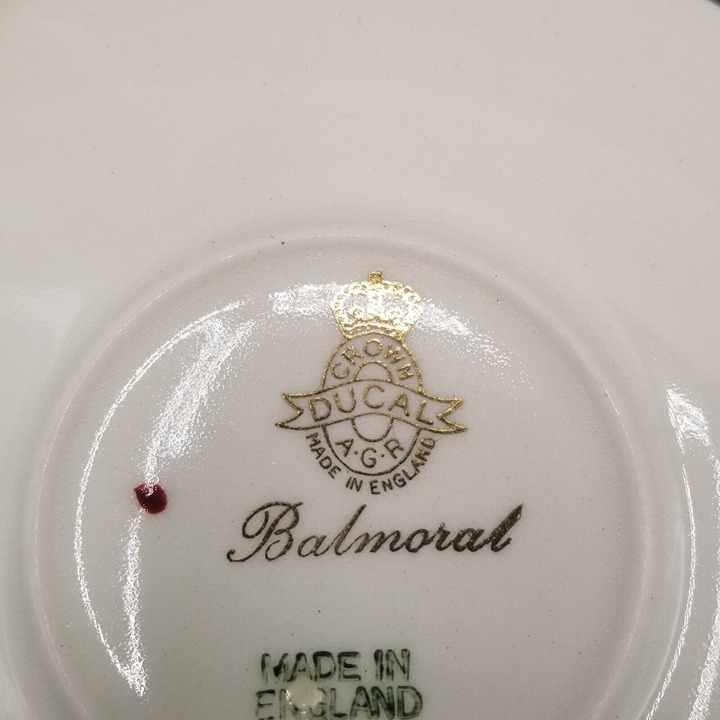 CROWN
DUCAL
A·G·R
MADE IN ENGLAND
Balmoral
MADE IN
ENGLAND